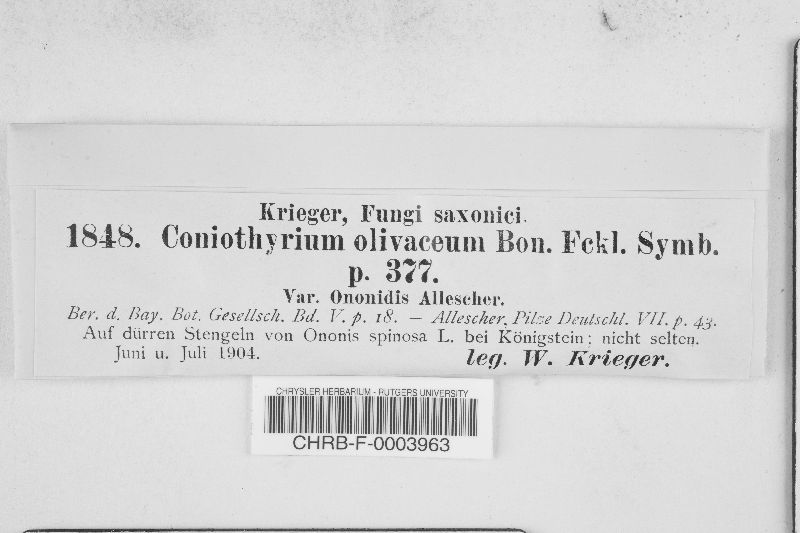 Krieger, Fungi saxonici.
1848. Coniothyrium olivaceum Bon. Fckl. Symb.
p. 377.
Var. Ononidis Allescher.
Ber. d. Bay. Bot. Gesellsch. Bd. V. p. 18. — Allescher, Pilze Deutschl. VII. p. 43.
Auf dürren Stengeln von Ononis spinosa L. bei Königstein; nicht selten.
Juni u. Juli 1904. leg. W. Krieger.
CHRYSLER HERBARIUM - RUTGERS UNIVERSITY
CHRB-F-0003963